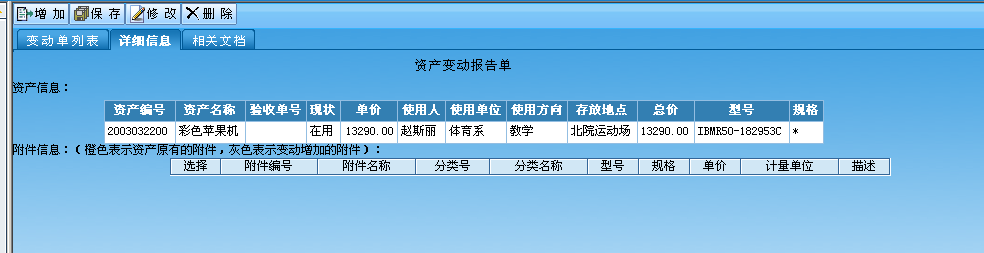 增 加 保 存 修 改 删 除
变动单列表 详细信息 相关文档
资产变动报告单
资产信息：
资产编号 资产名称 验收单号 现状 单价 使用人 使用单位 使用方向 存放地点 总价 型号 规格
2003032200 彩色苹果机 在用 13290.00 赵斯丽 体育系 教学 北院运动场 13290.00 IBMR50-182953C *
附件信息：（橙色表示资产原有的附件，灰色表示变动增加的附件）：
选择 附件编号 附件名称 分类号 分类名称 型号 规格 单价 计量单位 描述